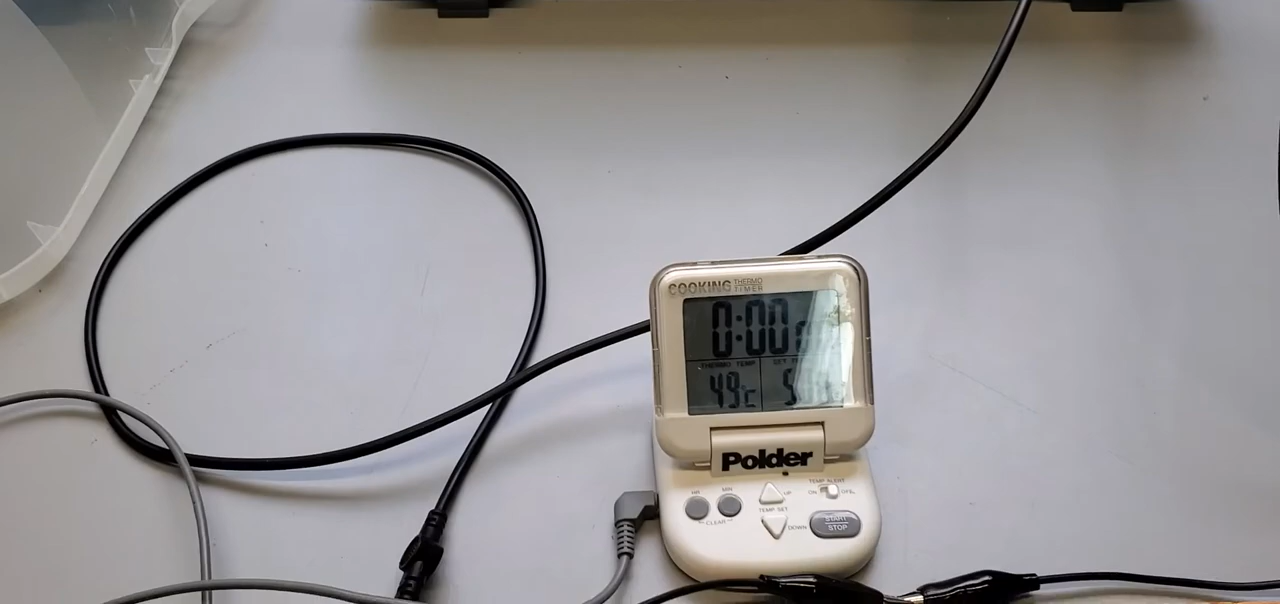 COOKING THERMO TIMER
0:00
THERMO TEMP
49°C
Polder
HR MIN
UP
TEMP ALERT
ON OFF
CLEAR
TEMP SET
DOWN
START
STOP